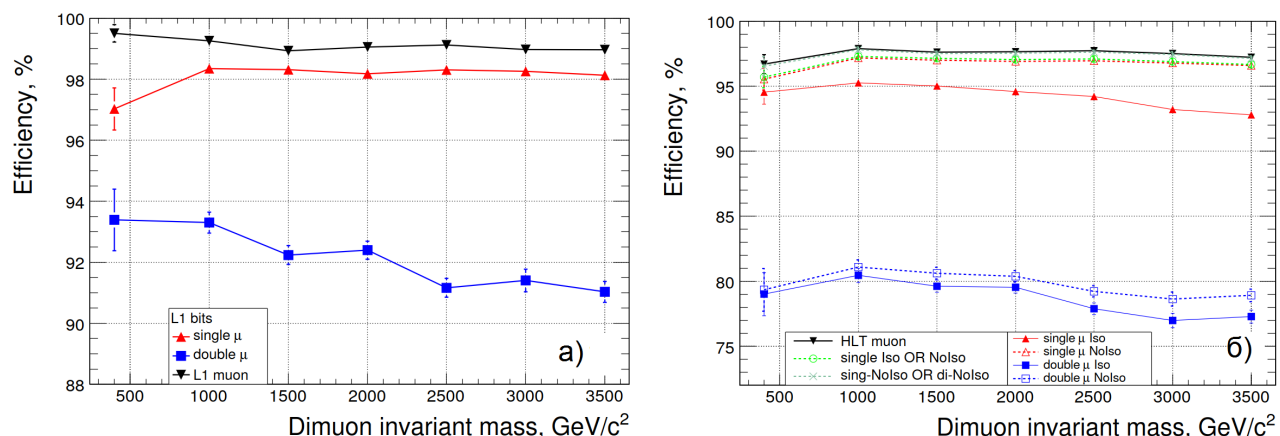 Efficiency, %
100
98
96
94
92
90
88
L1 bits
single μ
double μ
L1 muon
а)
500 1000 1500 2000 2500 3000 3500
Dimuon invariant mass, GeV/c²
Efficiency, %
100
95
90
85
80
75
HLT muon
single Iso OR NoIso
sing-NoIso OR di-NoIso
single μ Iso
single μ NoIso
double μ Iso
double μ NoIso
б)
500 1000 1500 2000 2500 3000 3500
Dimuon invariant mass, GeV/c²